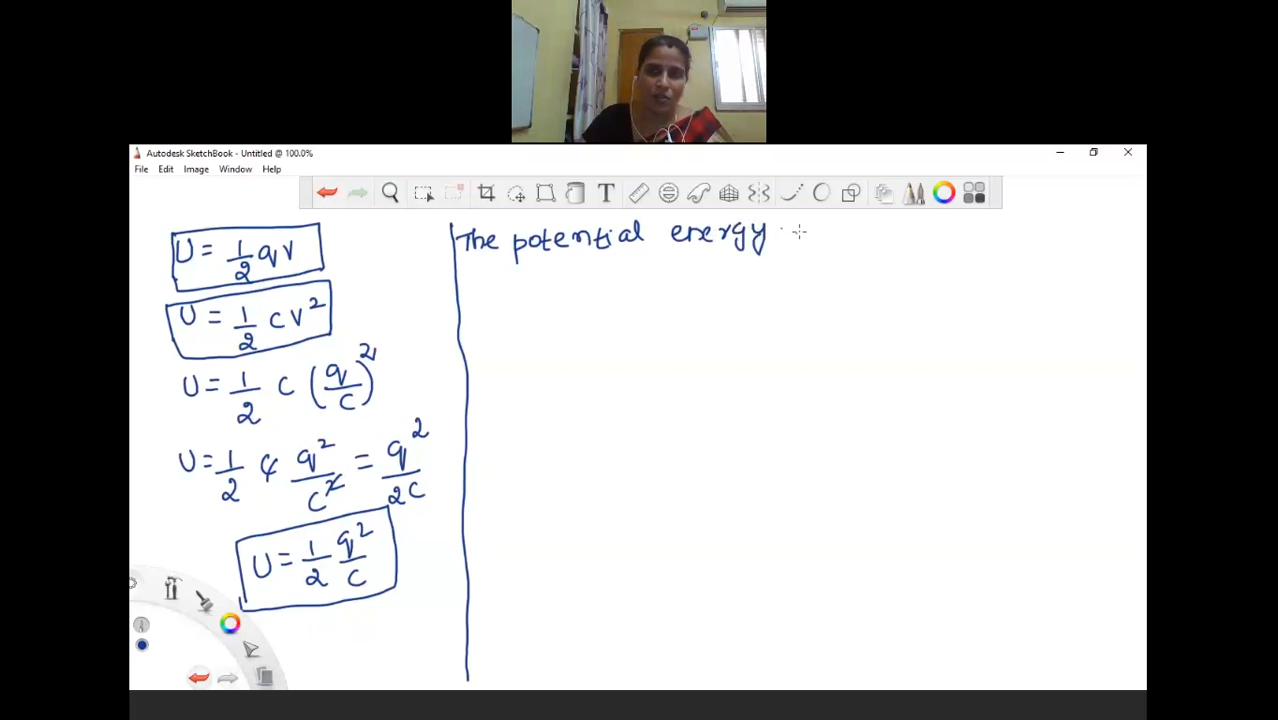 Autodesk SketchBook - Untitled @ 100.0%
File Edit Image Window Help
U = 1/2 qV
U = 1/2 CV²
U = 1/2 C (q/C)²
U = 1/2 C q²/C² = q²/2C
U = 1/2 q²/C
The potential energy